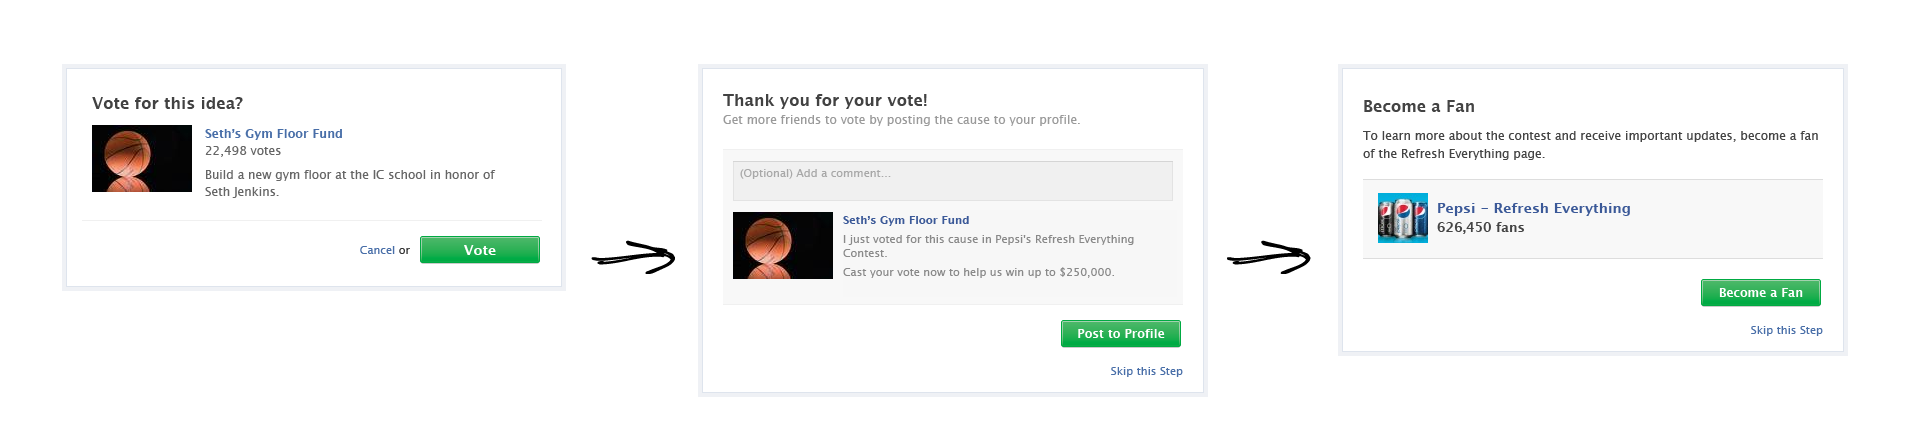 Vote for this idea?
Seth's Gym Floor Fund
22,498 votes
Build a new gym floor at the IC school in honor of
Seth Jenkins.
Cancel or Vote
Thank you for your vote!
Get more friends to vote by posting the cause to your profile.
(Optional) Add a comment...
Seth's Gym Floor Fund
I just voted for this cause in Pepsi's Refresh Everything
Contest.
Cast your vote now to help us win up to $250,000.
Post to Profile
Skip this Step
Become a Fan
To learn more about the contest and receive important updates, become a fan
of the Refresh Everything page.
Pepsi – Refresh Everything
626,450 fans
Become a Fan
Skip this Step